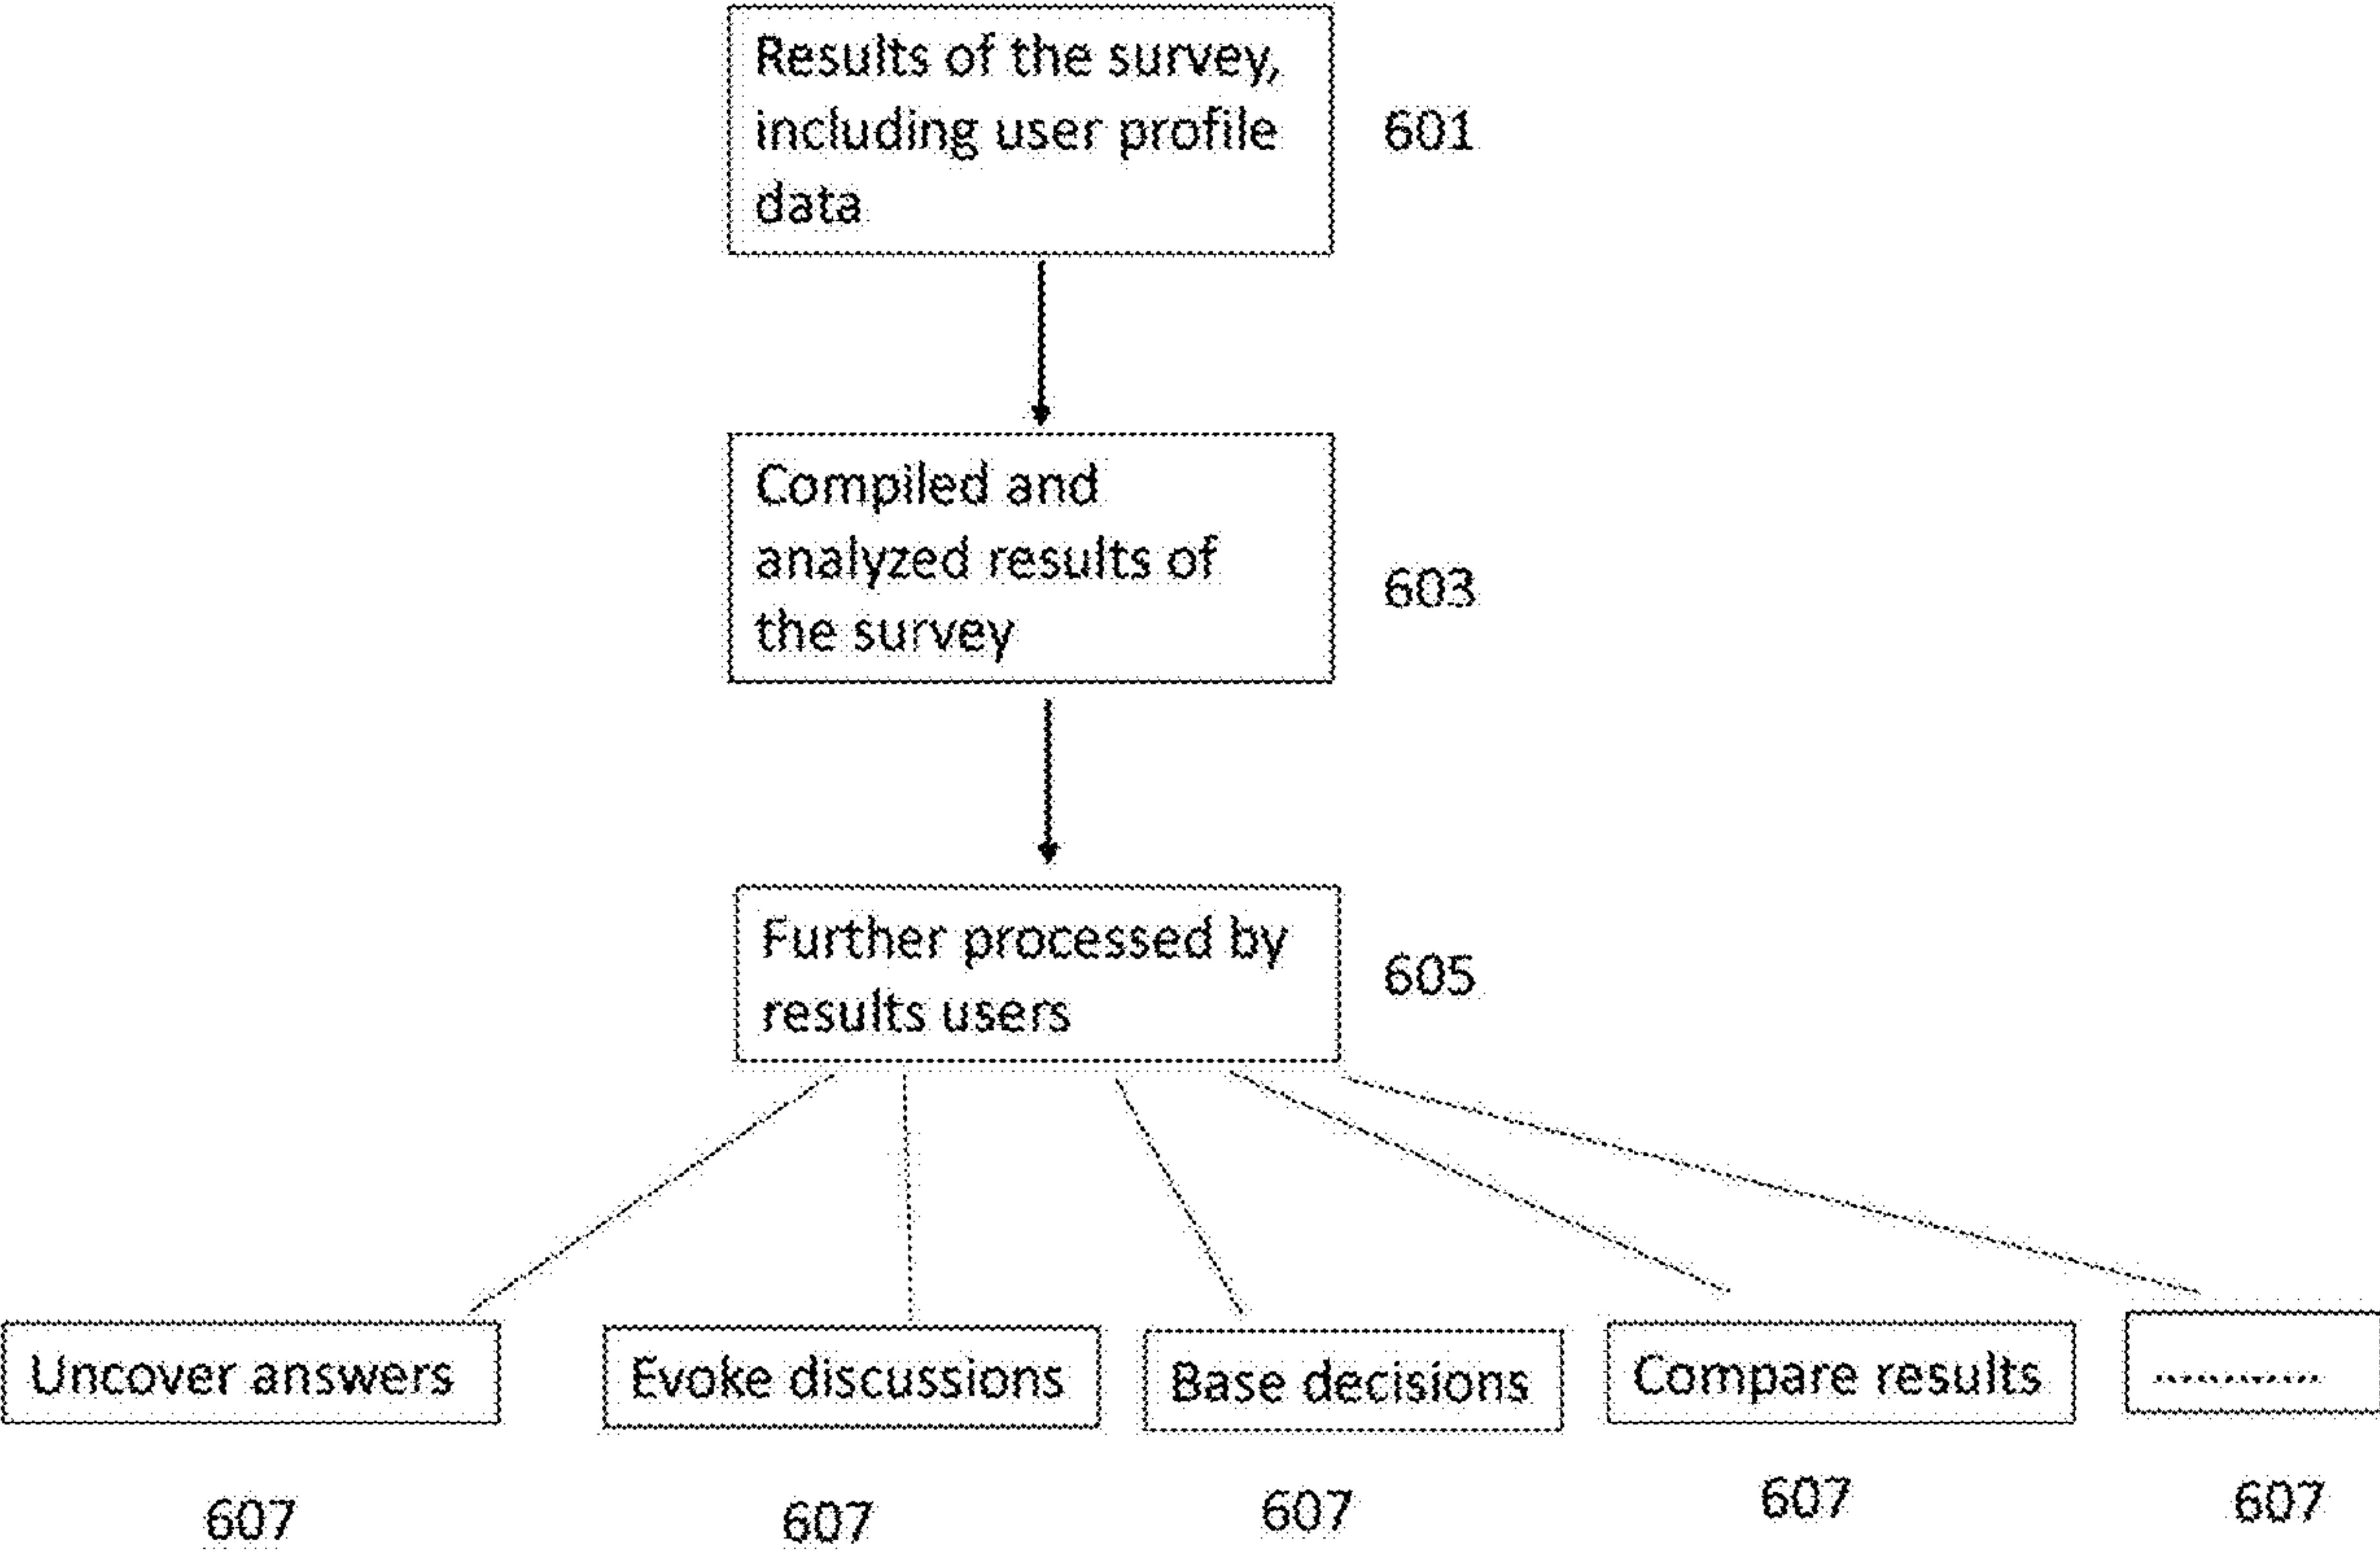 Results of the survey,
including user profile
data
601
Compiled and
analyzed results of
the survey
603
Further processed by
results users
605
Uncover answers
Evoke discussions
Base decisions
Compare results
............
607
607
607
607
607